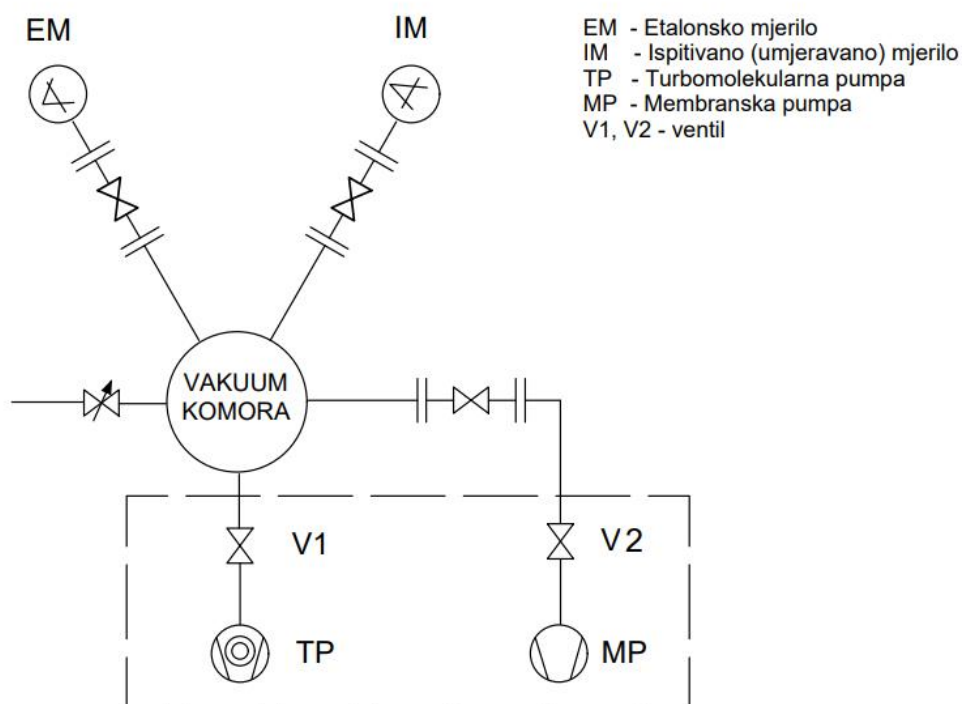 EM
IM
EM - Etalonsko mjerilo
IM - Ispitivano (umjeravano) mjerilo
TP - Turbomolekularna pumpa
MP - Membranska pumpa
V1, V2 - ventil
VAKUUM
KOMORA
V1
V2
TP
MP